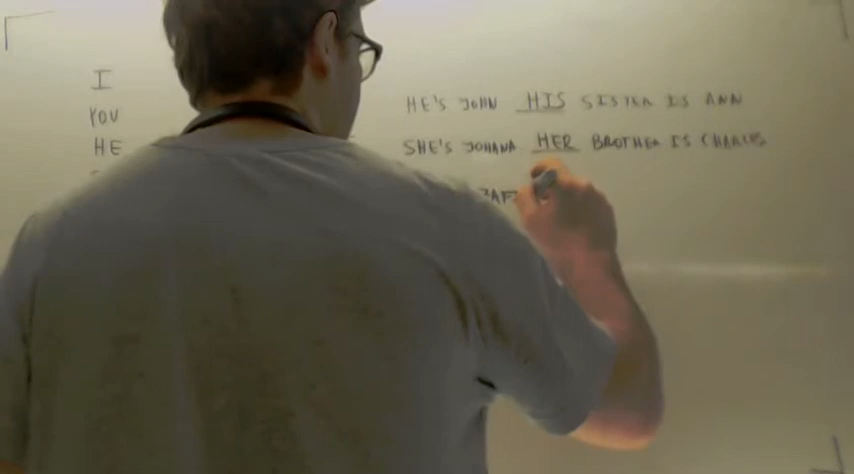 I
YOU
HE
HE'S JOHN HIS SISTER IS ANN
SHE'S JOHANA HER BROTHER IS CHARLES